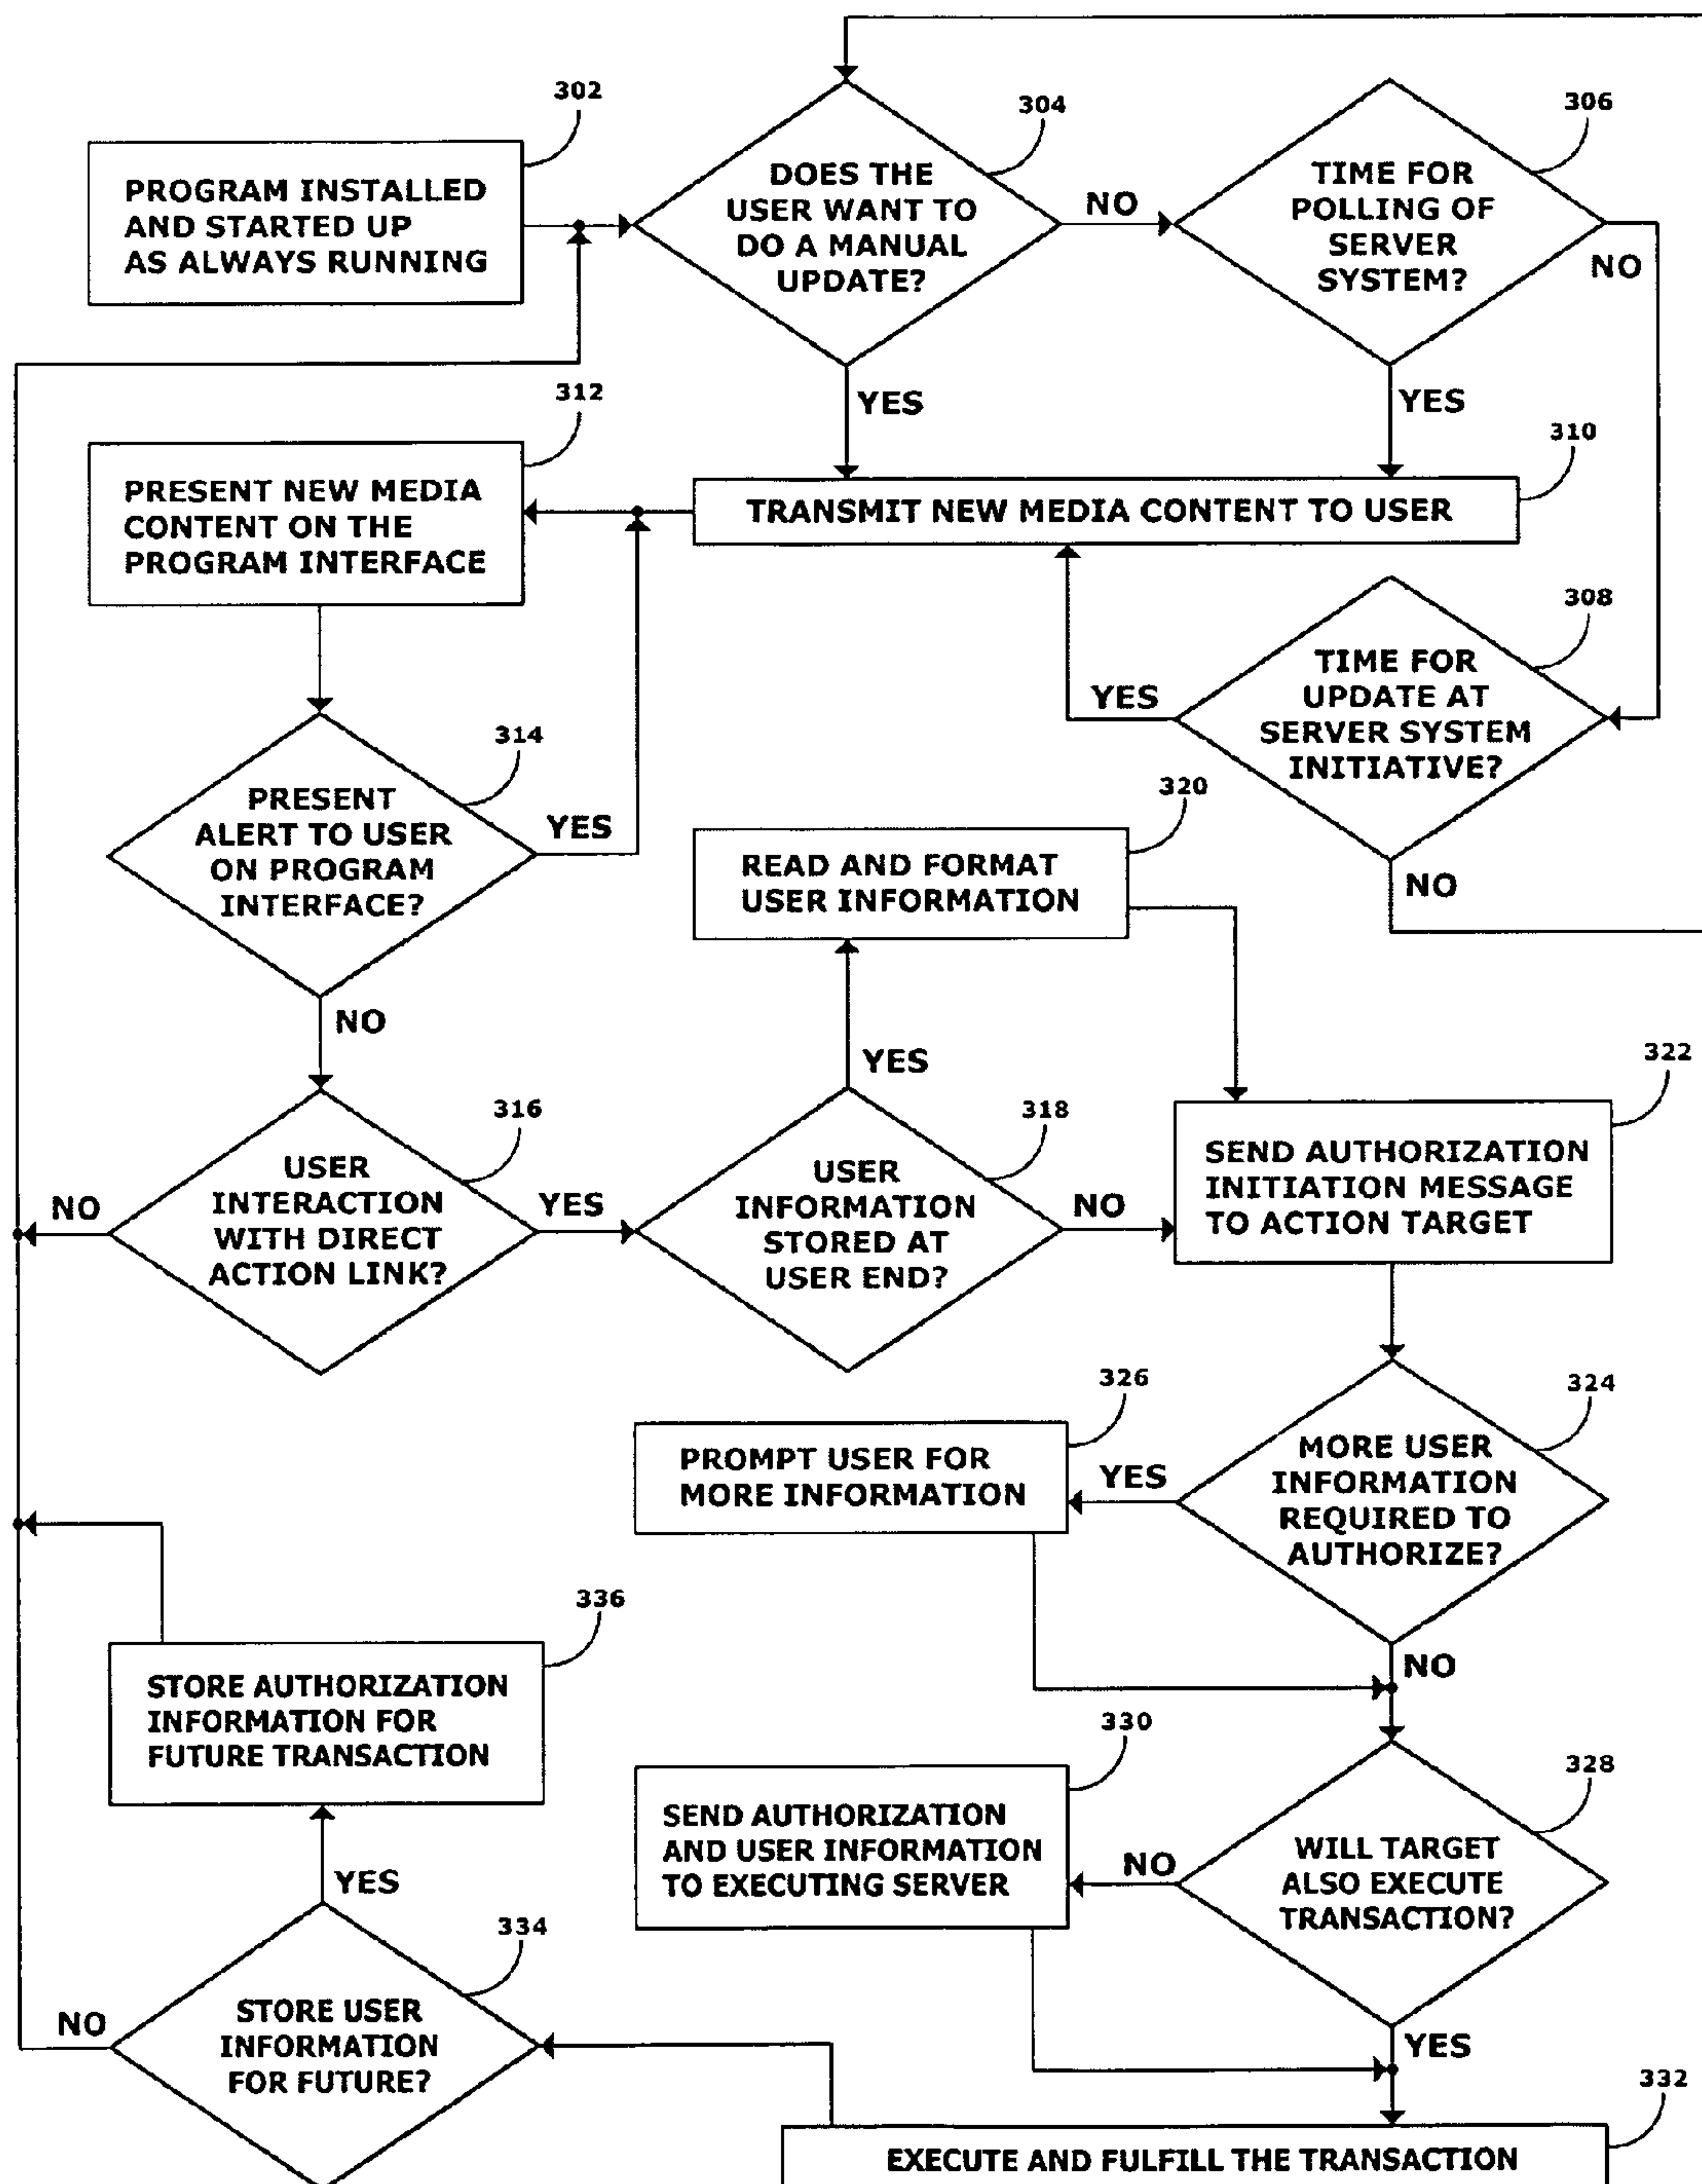 302
PROGRAM INSTALLED
AND STARTED UP
AS ALWAYS RUNNING
304
DOES THE
USER WANT TO
DO A MANUAL
UPDATE?
NO
YES
306
TIME FOR
POLLING OF
SERVER
SYSTEM?
NO
YES
312
PRESENT NEW MEDIA
CONTENT ON THE
PROGRAM INTERFACE
310
TRANSMIT NEW MEDIA CONTENT TO USER
308
TIME FOR
UPDATE AT
SERVER SYSTEM
INITIATIVE?
YES
NO
314
PRESENT
ALERT TO USER
ON PROGRAM
INTERFACE?
YES
NO
320
READ AND FORMAT
USER INFORMATION
316
USER
INTERACTION
WITH DIRECT
ACTION LINK?
NO
YES
318
USER
INFORMATION
STORED AT
USER END?
YES
NO
322
SEND AUTHORIZATION
INITIATION MESSAGE
TO ACTION TARGET
326
PROMPT USER FOR
MORE INFORMATION
324
MORE USER
INFORMATION
REQUIRED TO
AUTHORIZE?
YES
NO
336
STORE AUTHORIZATION
INFORMATION FOR
FUTURE TRANSACTION
330
SEND AUTHORIZATION
AND USER INFORMATION
TO EXECUTING SERVER
328
WILL TARGET
ALSO EXECUTE
TRANSACTION?
NO
YES
334
STORE USER
INFORMATION
FOR FUTURE?
YES
NO
332
EXECUTE AND FULFILL THE TRANSACTION